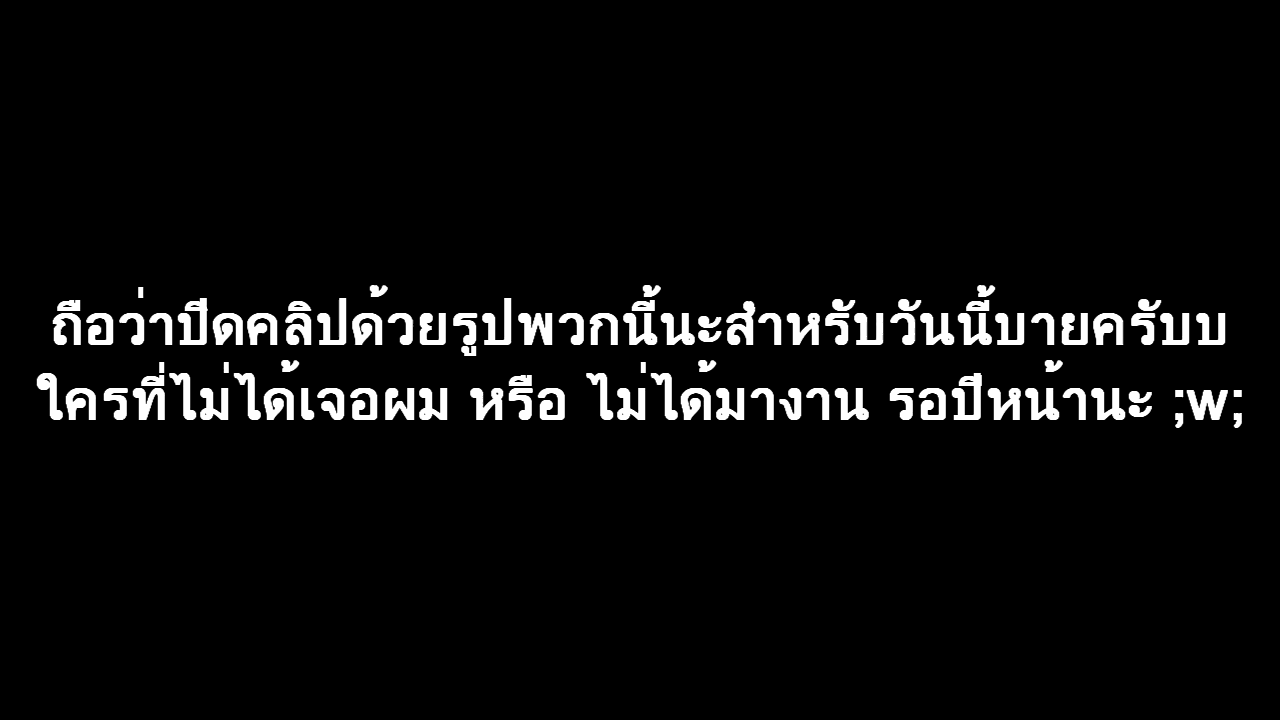 ถือว่าปีดคลิปด้วยรูปพวกนี้นะสำหรับวันนี้บายครับบ
ใครที่ไม่ได้เจอผม หรือ ไม่ได้มางาน รอปีหน้านะ ;w;